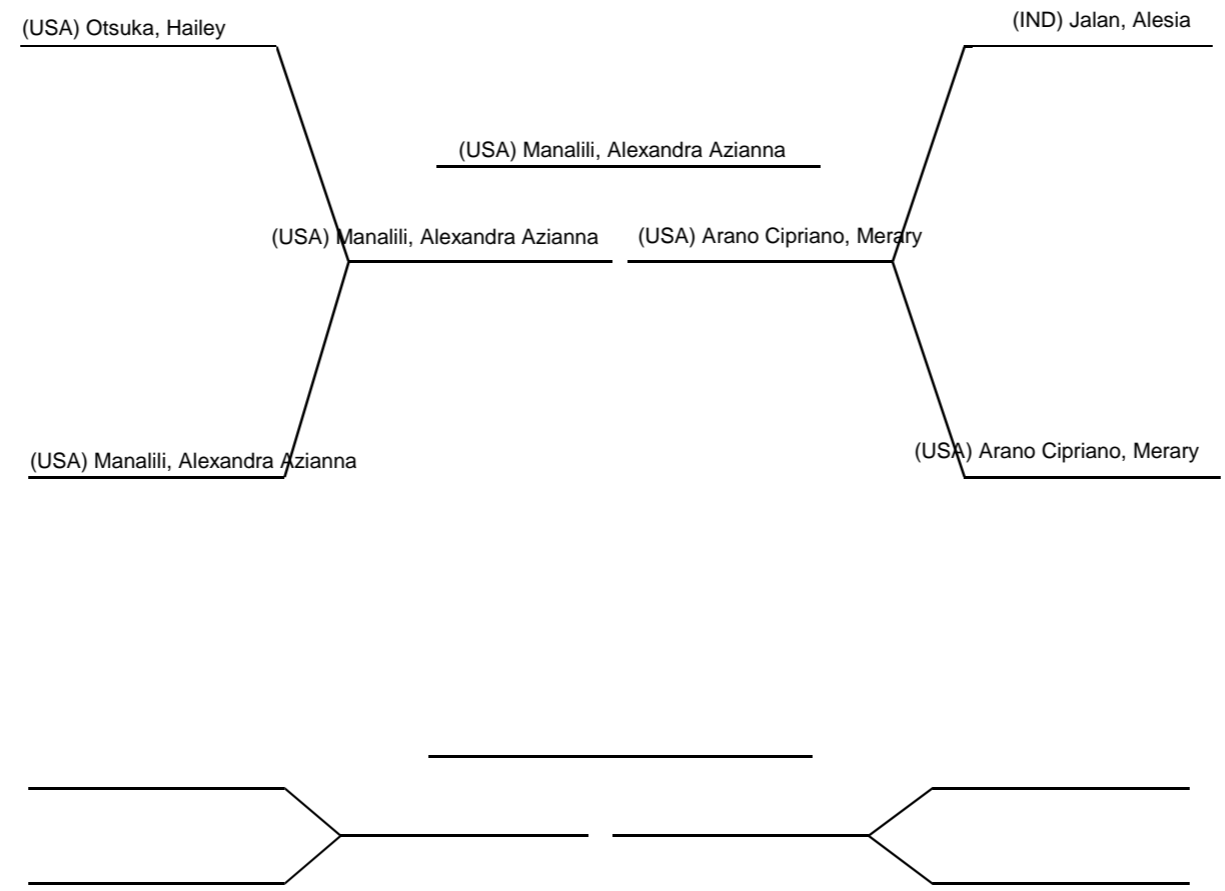 (USA) Otsuka, Hailey
(IND) Jalan, Alesia
(USA) Manalili, Alexandra Azianna
(USA) Manalili, Alexandra Azianna
(USA) Arano Cipriano, Merary
(USA) Manalili, Alexandra Azianna
(USA) Arano Cipriano, Merary